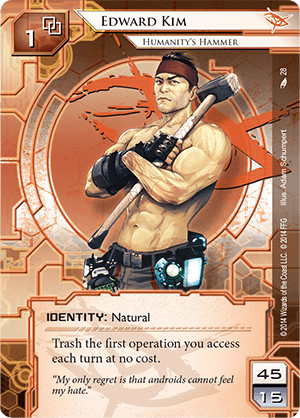 1
EDWARD KIM
HUMANITY'S HAMMER
28
Illus. Adam Schumpert
© 2014 Wizards of the Coast LLC. © 2014 FFG
IDENTITY: Natural
Trash the first operation you access
each turn at no cost.
"My only regret is that androids cannot feel
my hate."
45
15